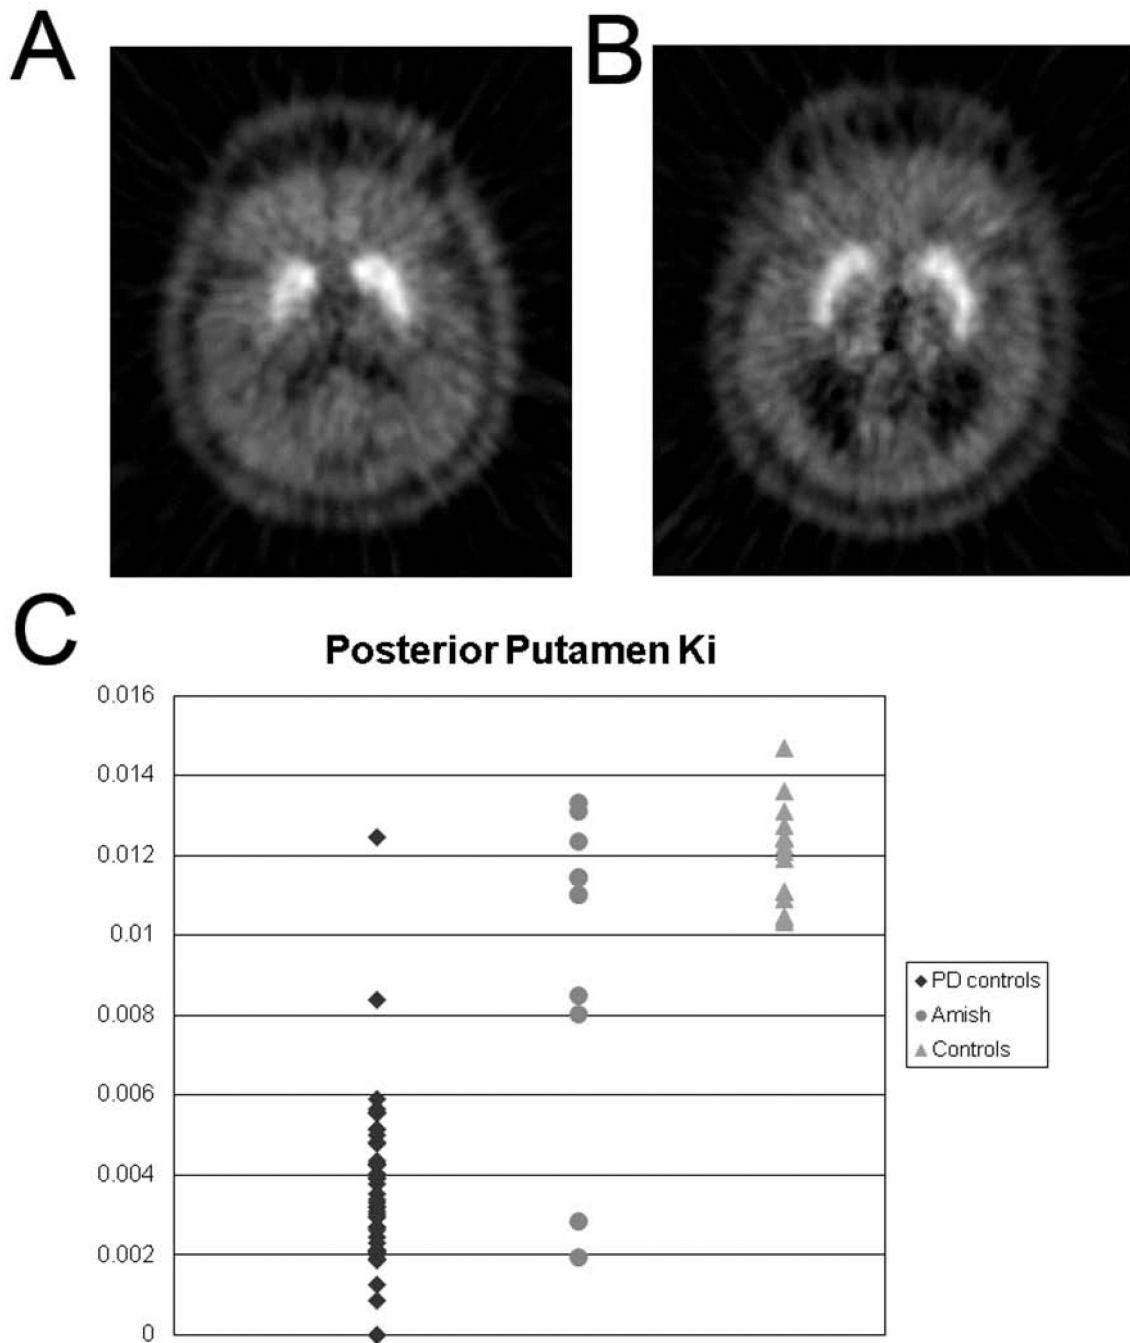 A
B
C
Posterior Putamen Ki
0.016
0.014
0.012
0.01
0.008
0.006
0.004
0.002
0
PD controls
Amish
Controls